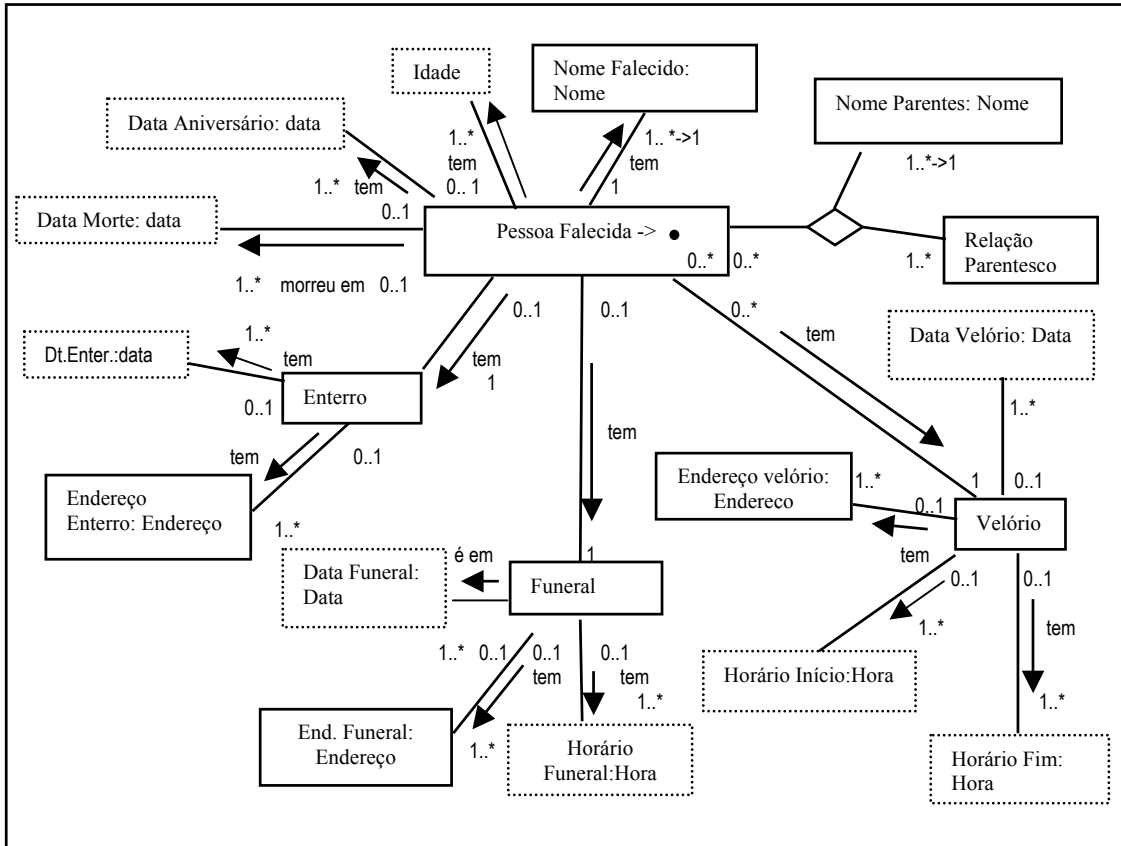 Idade
Nome Falecido:
Nome
Nome Parentes: Nome
Data Aniversário: data
1..*
tem
0.. 1
1.. *->1
tem
1
1..*->1
1..* tem
0..1
Data Morte: data
Pessoa Falecida ->
0..*
0..*
Relação
Parentesco
1..*
1..* morreu em 0..1
0..1
0..1
0..*
tem
Data Velório: Data
1..*
Dt.Enter.:data
1..*
tem
tem
1
Enterro
0..1
0..1
tem
tem
Endereço
Enterro: Endereço
1..*
Endereço velório:
Endereco
1..*
1
0..1
0..1
Velório
tem
é em
1
Data Funeral:
Data
Funeral
0..1
0..1
1..*
tem
1..*
0..1
0..1
tem
0..1
tem
1..*
Horário Início:Hora
1..*
End. Funeral:
Endereço
1..*
Horário
Funeral:Hora
Horário Fim:
Hora